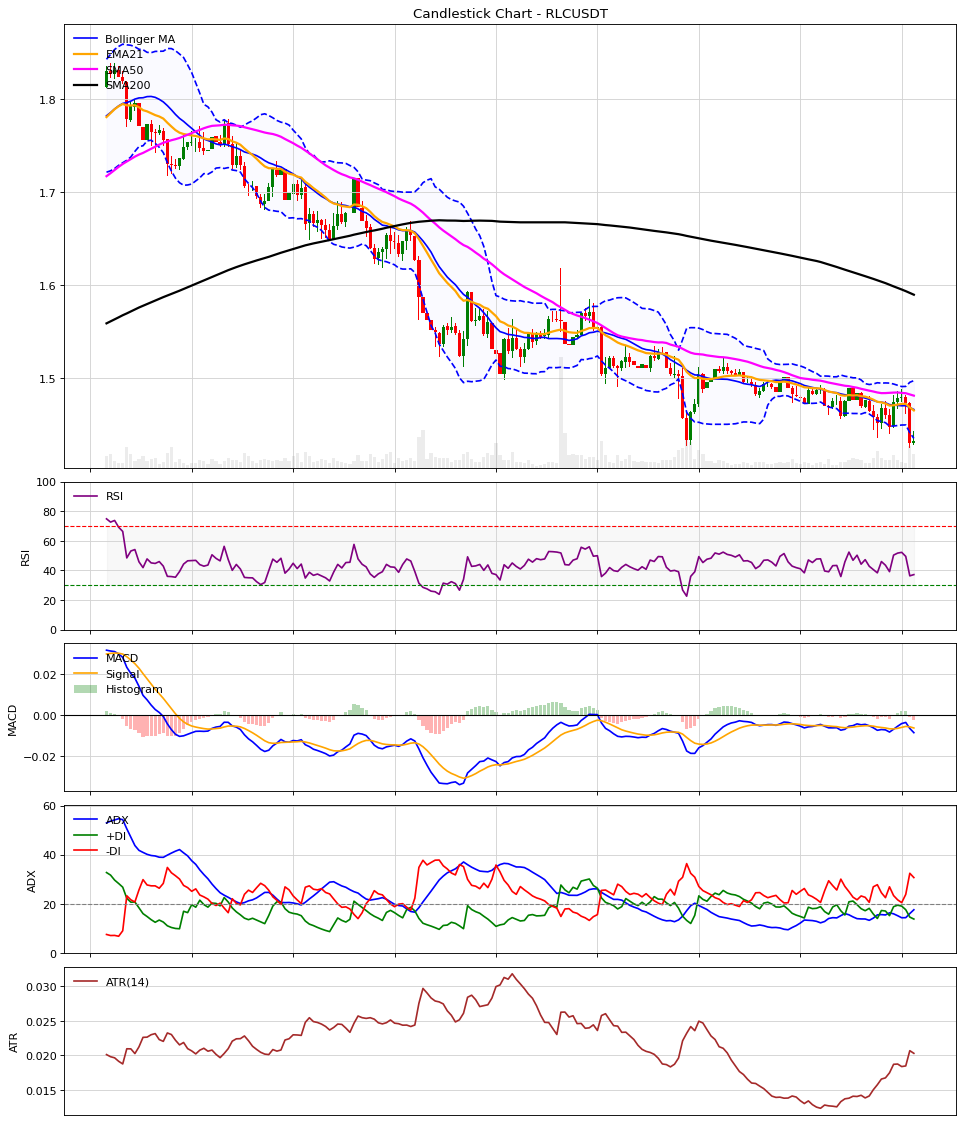 Candlestick Chart - RLCUSDT
Bollinger MA
EMA21
SMA50
SMA200
1.8
1.7
1.6
1.5
RSI
100
80
60
40
20
0
RSI
MACD
Signal
Histogram
0.02
0.00
−0.02
MACD
ADX
+DI
-DI
60
40
20
0
ADX
ATR(14)
0.030
0.025
0.020
0.015
ATR